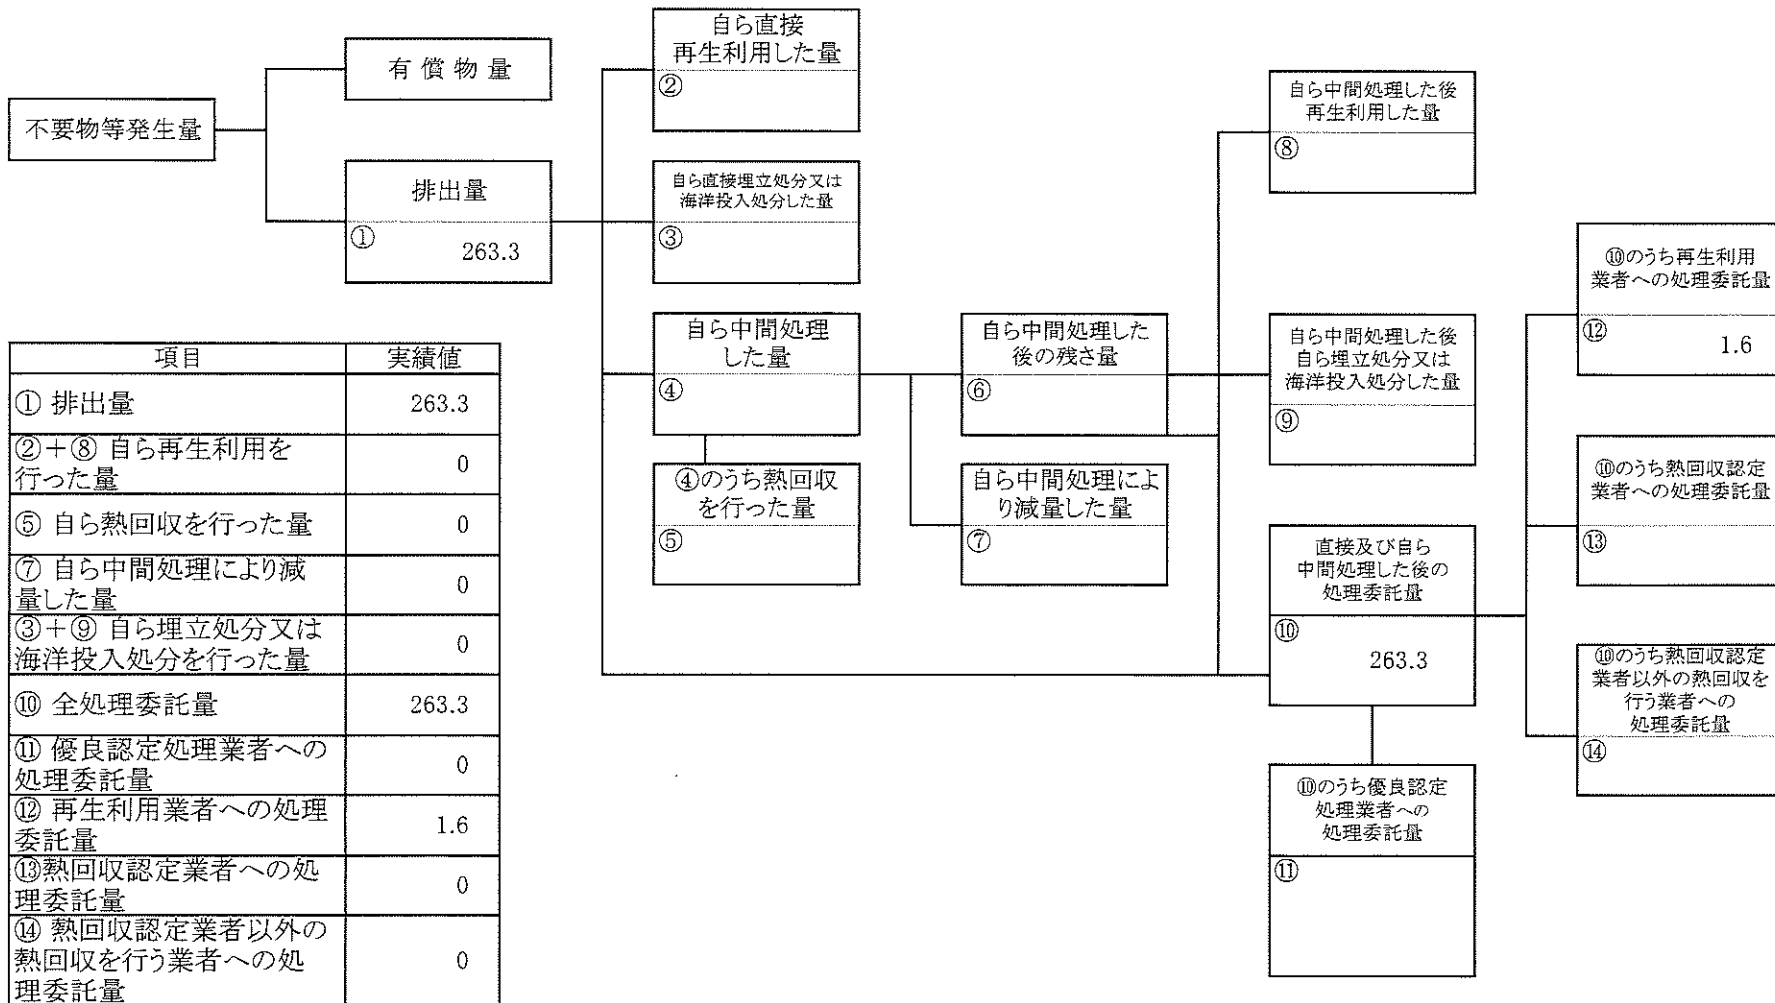 不要物等発生量
有償物量
排出量
①
263.3
自ら直接
再生利用した量
②
自ら直接埋立処分又は
海洋投入処分した量
③
自ら中間処理
した量
④
④のうち熱回収
を行った量
⑤
自ら中間処理した
後の残さ量
⑥
自ら中間処理によ
り減量した量
⑦
自ら中間処理した後
再生利用した量
⑧
自ら中間処理した後
自ら埋立処分又は
海洋投入処分した量
⑨
直接及び自ら
中間処理した後の
処理委託量
⑩
263.3
⑩のうち優良認定
処理業者への
処理委託量
⑪
⑩のうち再生利用
業者への処理委託量
⑫
1.6
⑩のうち熱回収認定
業者への処理委託量
⑬
⑩のうち熱回収認定
業者以外の熱回収を
行う業者への
処理委託量
⑭
項目 実績値
① 排出量 263.3
②+⑧ 自ら再生利用を
行った量 0
⑤ 自ら熱回収を行った量 0
⑦ 自ら中間処理により減
量した量 0
③+⑨ 自ら埋立処分又は
海洋投入処分を行った量 0
⑩ 全処理委託量 263.3
⑪ 優良認定処理業者への
処理委託量 0
⑫ 再生利用業者への処理
委託量 1.6
⑬熱回収認定業者への処
理委託量 0
⑭ 熱回収認定業者以外の
熱回収を行う業者への処
理委託量 0